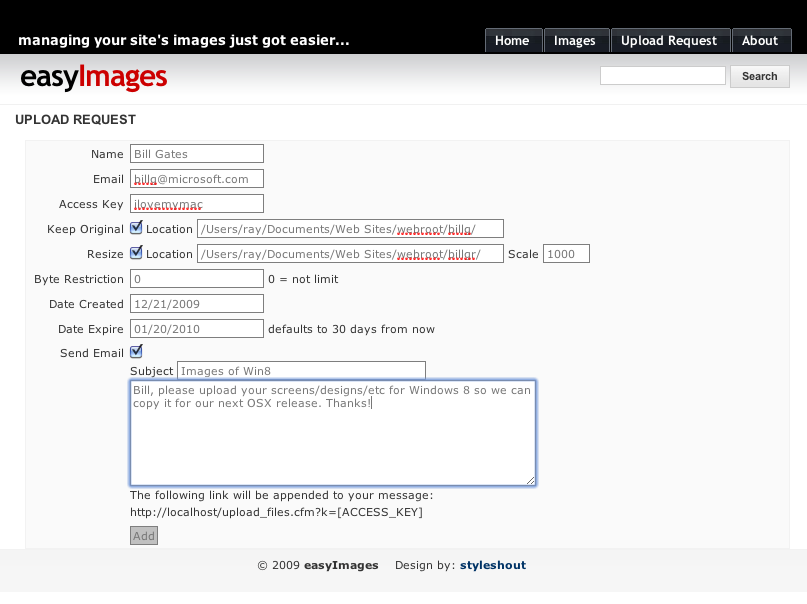 managing your site's images just got easier...
Home Images Upload Request About
easyImages
Search
UPLOAD REQUEST
Name Bill Gates
Email billg@microsoft.com
Access Key ilovemymac
Keep Original Location /Users/ray/Documents/Web Sites/webroot/billg/
Resize Location /Users/ray/Documents/Web Sites/webroot/billgr/ Scale 1000
Byte Restriction 0 0 = not limit
Date Created 12/21/2009
Date Expire 01/20/2010 defaults to 30 days from now
Send Email
Subject Images of Win8
Bill, please upload your screens/designs/etc for Windows 8 so we can
copy it for our next OSX release. Thanks!
The following link will be appended to your message:
http://localhost/upload_files.cfm?k=[ACCESS_KEY]
Add
© 2009 easyImages Design by: styleshout